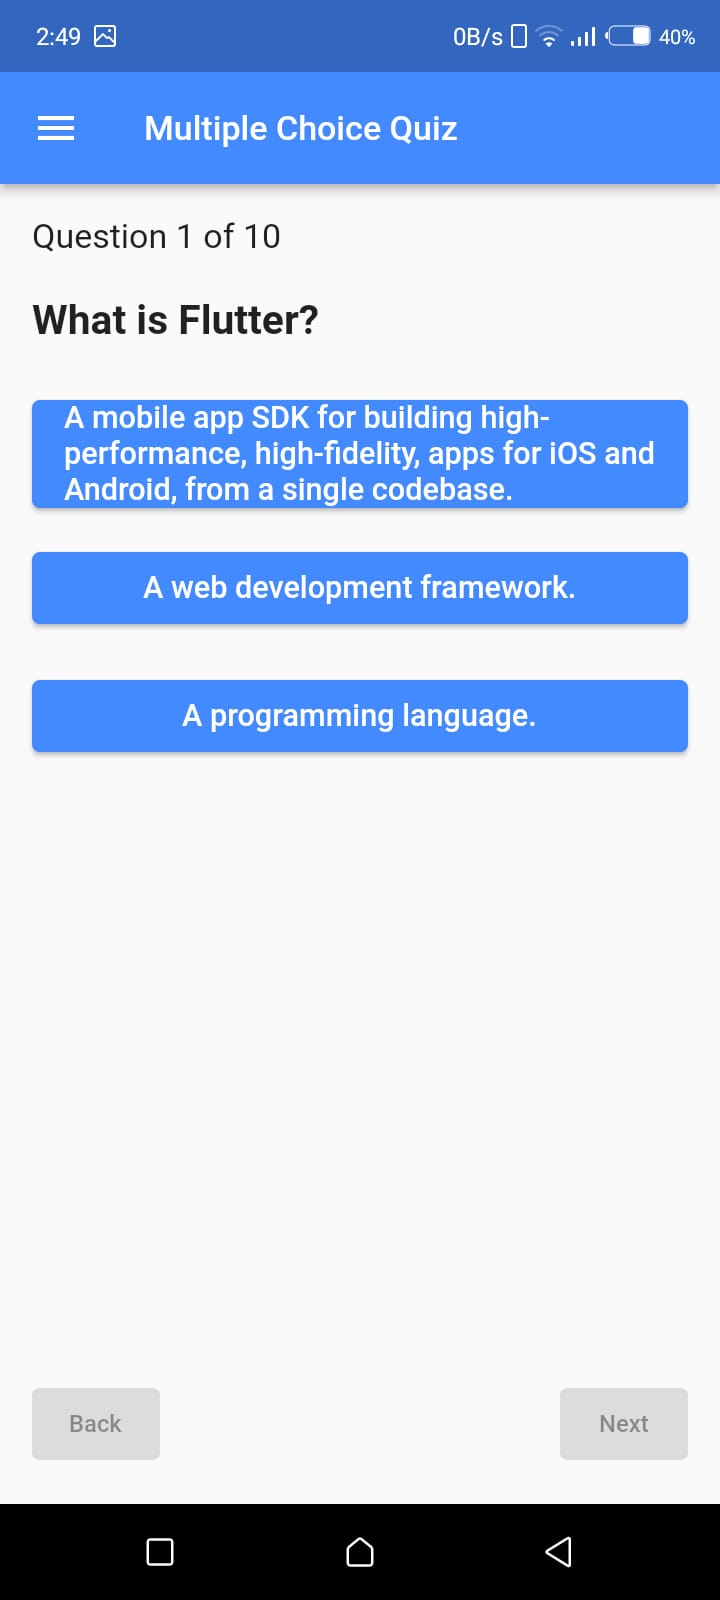 2:49
0B/s 40%
Multiple Choice Quiz
Question 1 of 10
What is Flutter?
A mobile app SDK for building high-
performance, high-fidelity, apps for iOS and
Android, from a single codebase.
A web development framework.
A programming language.
Back
Next